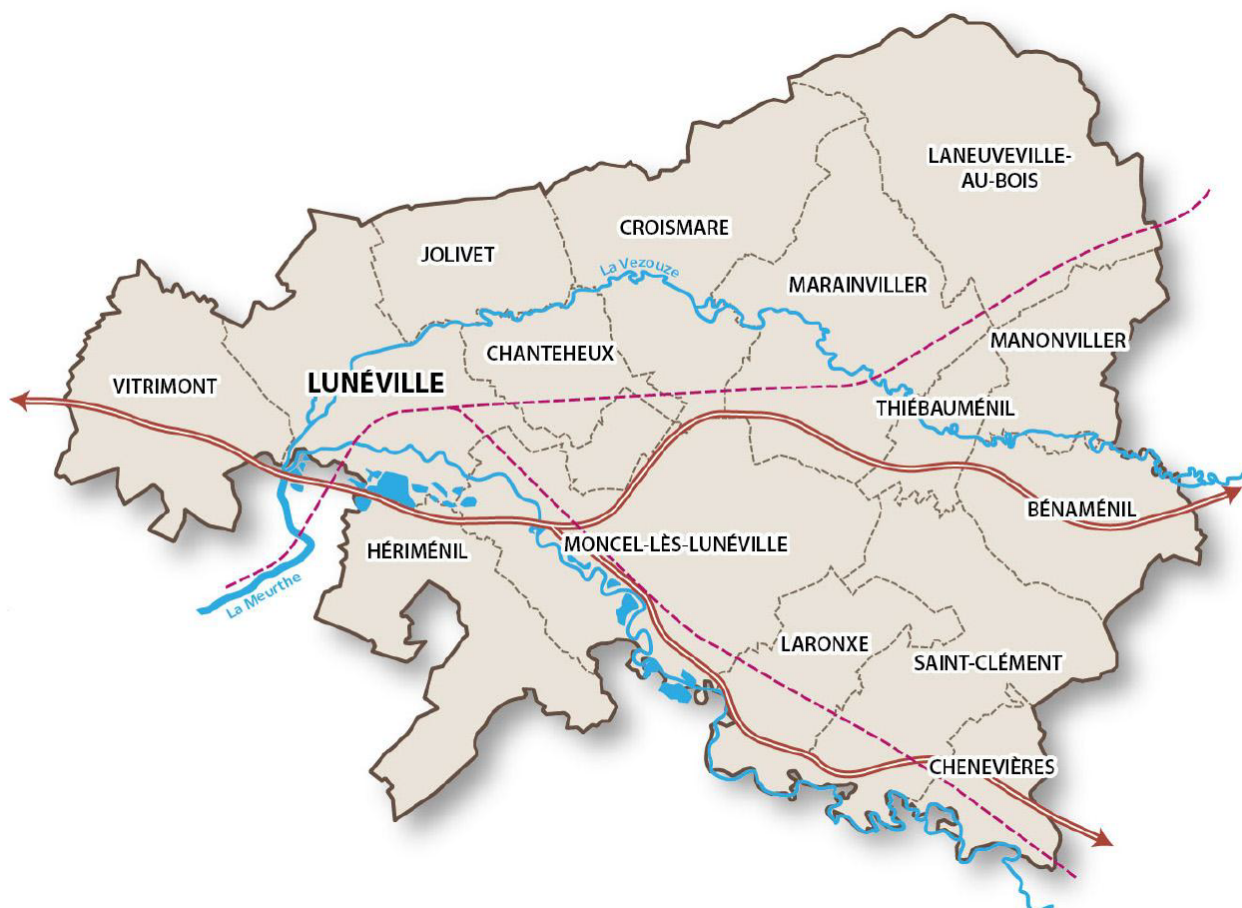 LANEUVEVILLE-
AU-BOIS
CROISMARE
JOLIVET
La Vezouze
MARAINVILLER
MANONVILLER
CHANTEHEUX
VITRIMONT
LUNÉVILLE
THIÉBAUMÉNIL
BÉNAMÉNIL
HÉRIMÉNIL
MONCEL-LÈS-LUNÉVILLE
La Meurthe
LARONXE
SAINT-CLÉMENT
CHENEVIÈRES